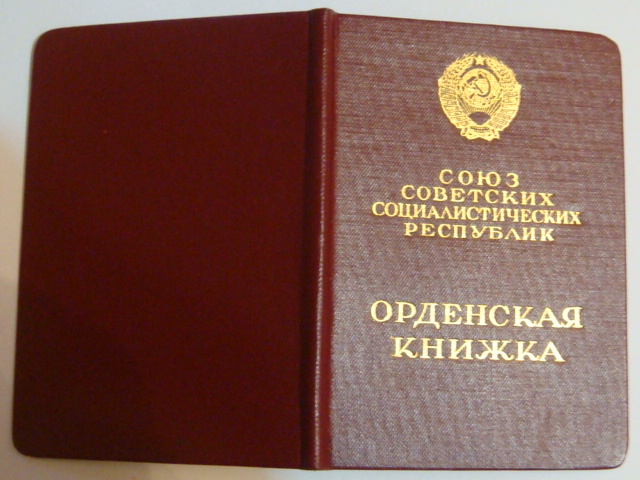 СОЮЗ
СОВЕТСКИХ
СОЦИАЛИСТИЧЕСКИХ
РЕСПУБЛИК
ОРДЕНСКАЯ
КНИЖКА